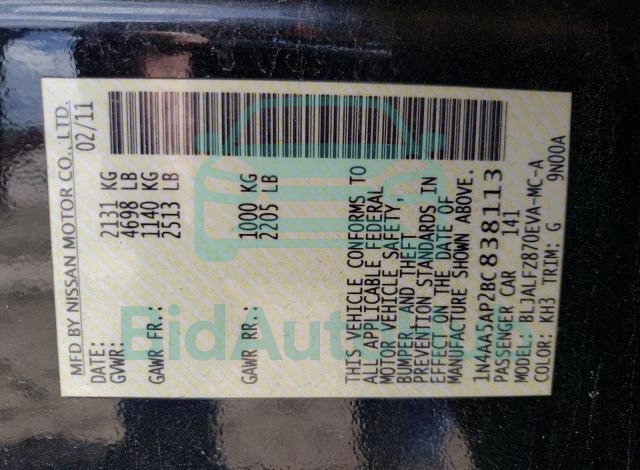 MFD BY NISSAN MOTOR CO., LTD.
DATE: 02/11
GVWR: 2131 KG
4698 LB
GAWR FR.: 1140 KG
2513 LB
GAWR RR.: 1000 KG
2205 LB
THIS VEHICLE CONFORMS TO
ALL APPLICABLE FEDERAL
MOTOR VEHICLE SAFETY,
BUMPER, AND THEFT
PREVENTION STANDARDS IN
EFFECT ON THE DATE OF
MANUFACTURE SHOWN ABOVE.
1N4AA5AP2BC838113
PASSENGER CAR 141
MODEL: BLJALFZ870EVA-MC-A
COLOR: KH3 TRIM: G 9N00A